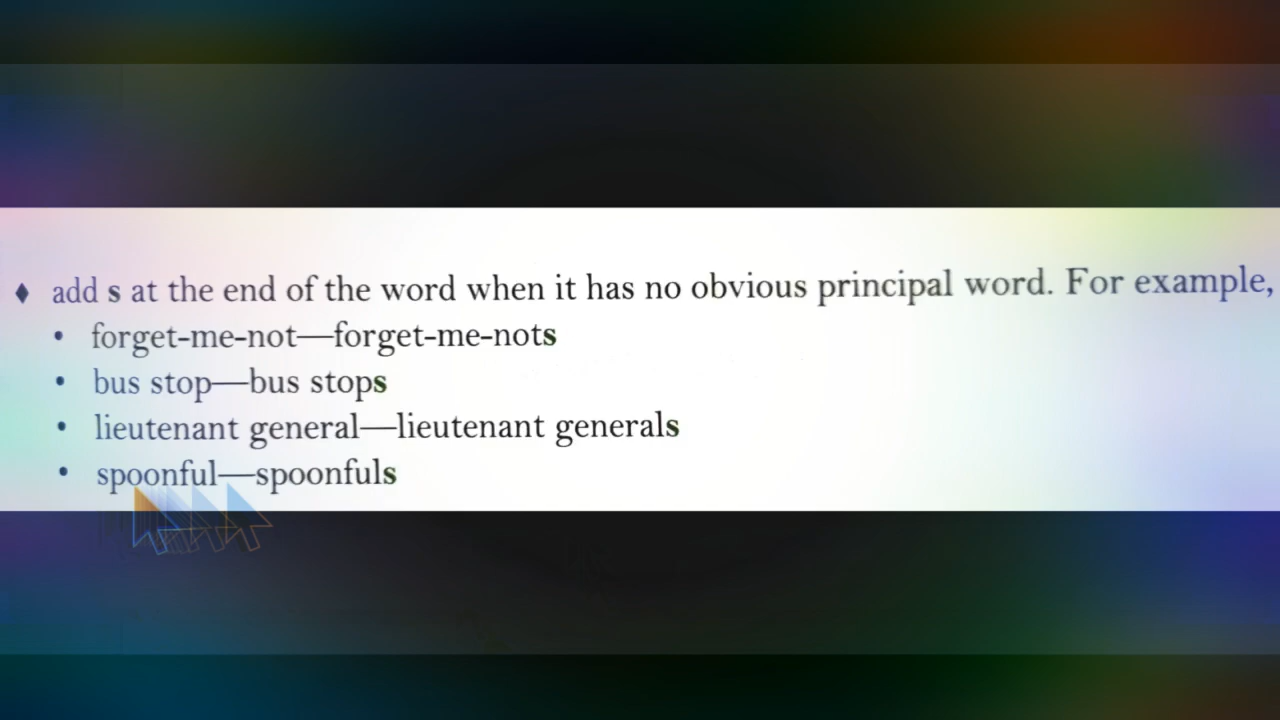 ♦ add s at the end of the word when it has no obvious principal word. For example,
• forget-me-not—forget-me-nots
• bus stop—bus stops
• lieutenant general—lieutenant generals
• spoonful—spoonfuls